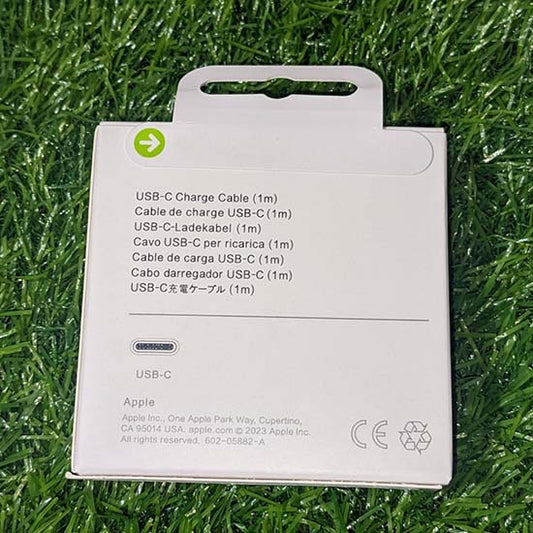 USB-C Charge Cable (1m)
Cable de charge USB-C (1m)
USB-C-Ladekabel (1m)
Cavo USB-C per ricarica (1m)
Cable de carga USB-C (1m)
Cabo darregador USB-C (1m)
USB-C充電ケーブル (1m)
USB-C
Apple
Apple Inc., One Apple Park Way, Cupertino,
CA 95014 USA. apple.com © 2023 Apple Inc.
All rights reserved. 602-05882-A
CE